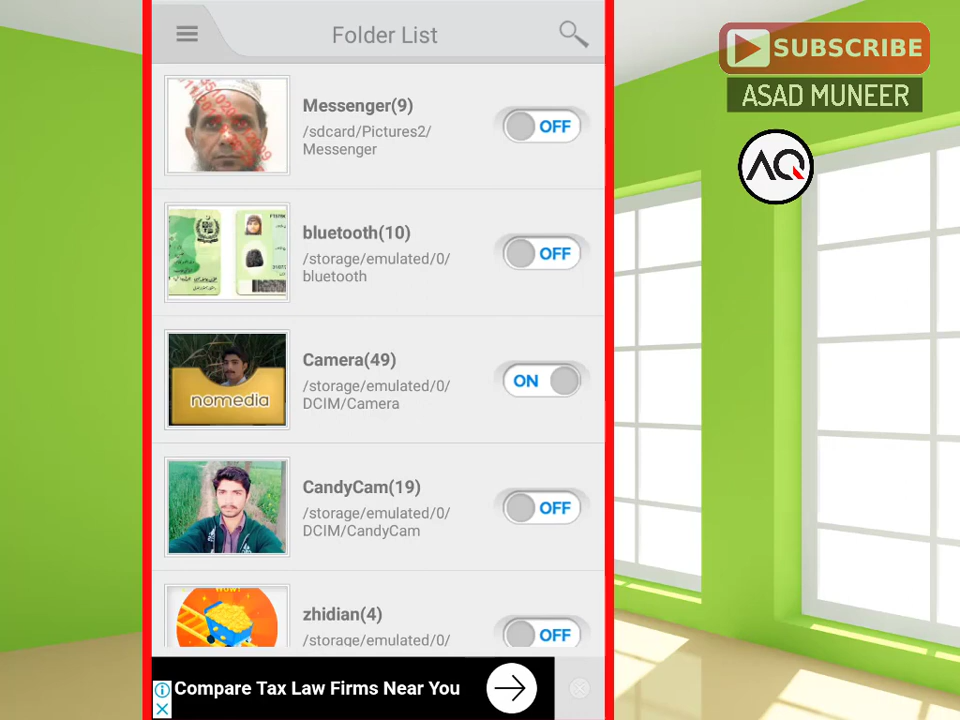 Folder List
SUBSCRIBE
ASAD MUNEER
AQ
Messenger(9)
/sdcard/Pictures2/
Messenger
OFF
bluetooth(10)
/storage/emulated/0/
bluetooth
OFF
Camera(49)
/storage/emulated/0/
DCIM/Camera
ON
nomedia
CandyCam(19)
/storage/emulated/0/
DCIM/CandyCam
OFF
WOW!
zhidian(4)
/storage/emulated/0/
OFF
Compare Tax Law Firms Near You